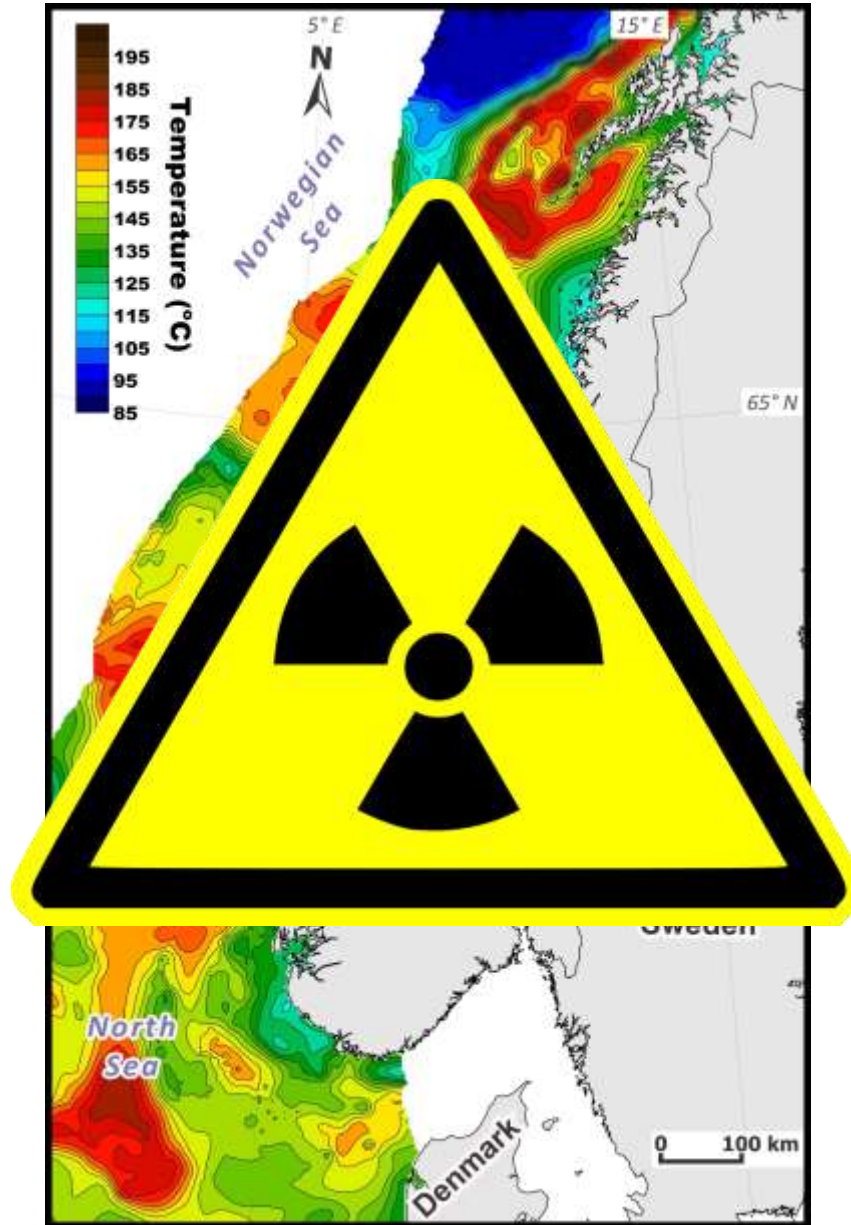 5° E
15° E
N
195
185
175
165
155
145
135
125
115
105
95
85
Temperature (°C)
Norwegian
Sea
65° N
Sweden
North
Sea
Denmark
0 100 km